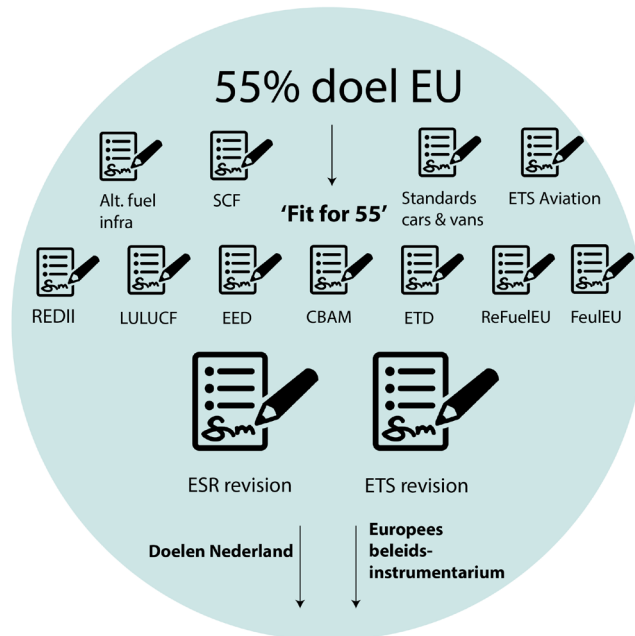 55% doel EU
Alt. fuel
infra
SCF
Standards
cars & vans
ETS Aviation
'Fit for 55'
REDII
LULUCF
EED
CBAM
ETD
ReFuelEU
FeulEU
ESR revision
ETS revision
Doelen Nederland
Europees
beleids-
instrumentarium